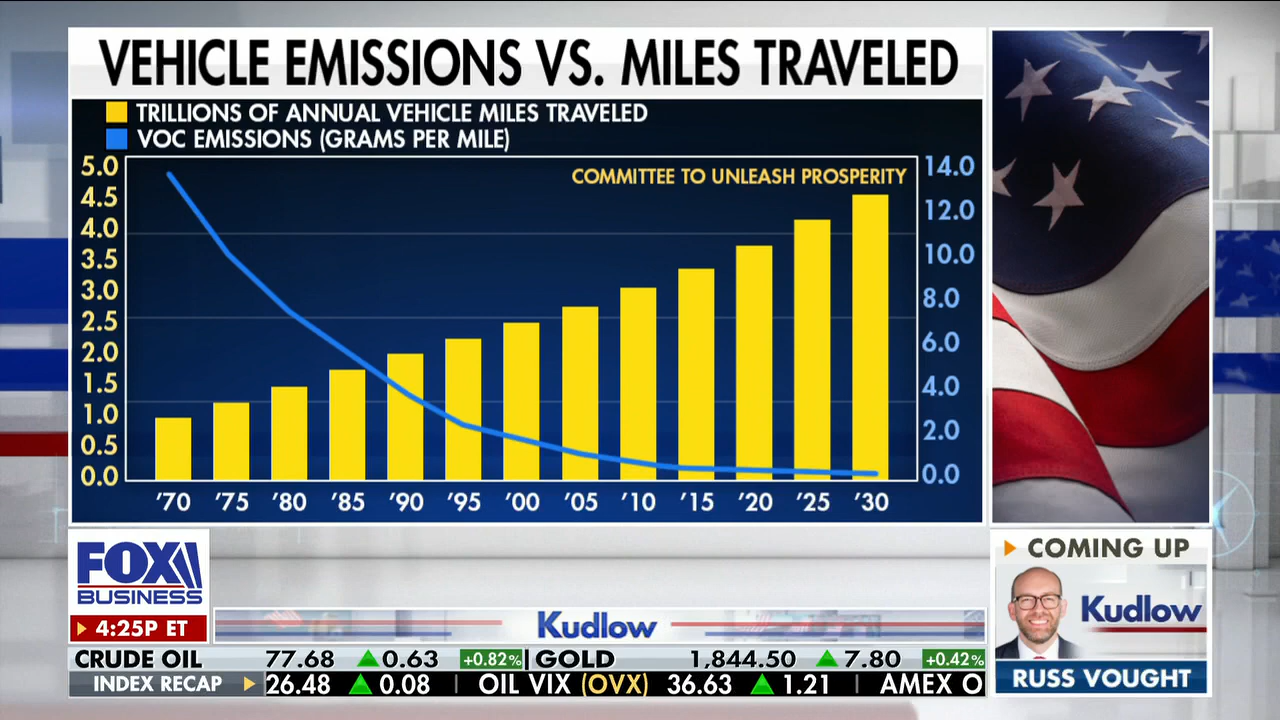 VEHICLE EMISSIONS VS. MILES TRAVELED
TRILLIONS OF ANNUAL VEHICLE MILES TRAVELED
VOC EMISSIONS (GRAMS PER MILE)
COMMITTEE TO UNLEASH PROSPERITY
5.0
4.5
4.0
3.5
3.0
2.5
2.0
1.5
1.0
0.5
0.0
14.0
12.0
10.0
8.0
6.0
4.0
2.0
0.0
'70 '75 '80 '85 '90 '95 '00 '05 '10 '15 '20 '25 '30
FOX
BUSINESS
4:25P ET
Kudlow
COMING UP
Kudlow
RUSS VOUGHT
CRUDE OIL 77.68 0.63 +0.82% GOLD 1,844.50 7.80 +0.42%
INDEX RECAP 26.48 0.08 OIL VIX (OVX) 36.63 1.21 AMEX O